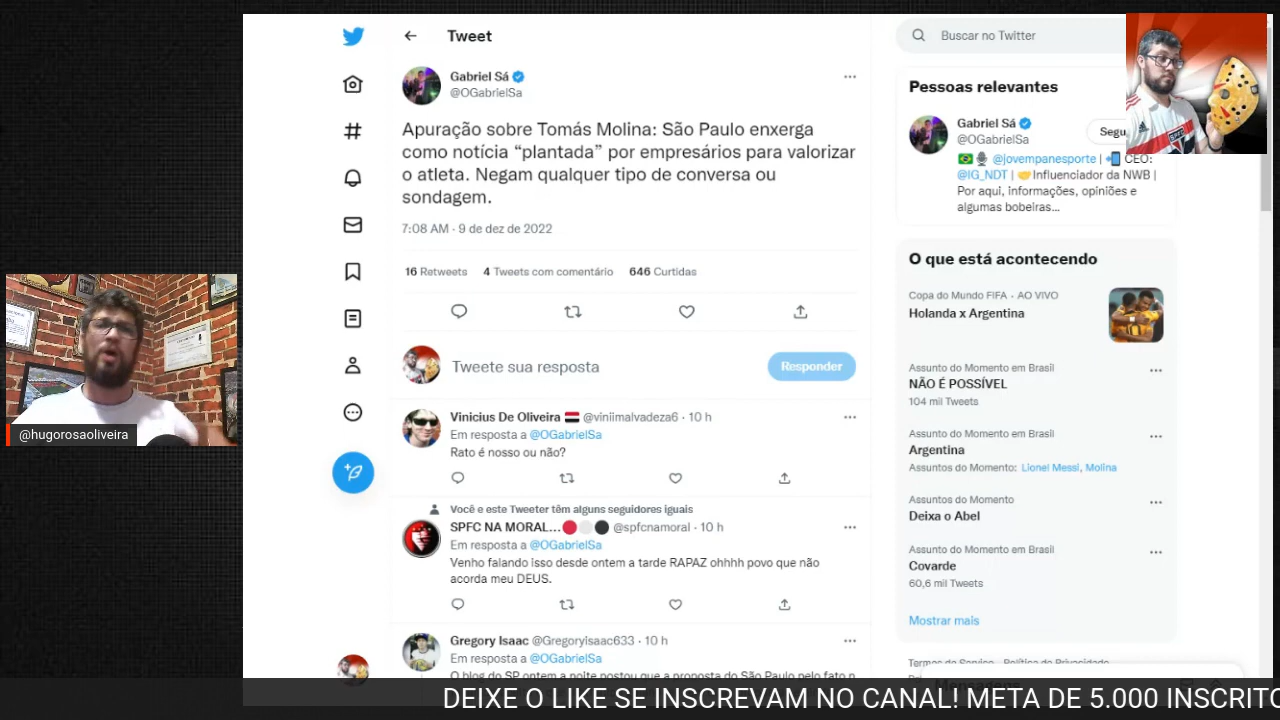 Tweet
Gabriel Sá
@OGabrielSa
Apuração sobre Tomás Molina: São Paulo enxerga
como notícia “plantada” por empresários para valorizar
o atleta. Negam qualquer tipo de conversa ou
sondagem.
7:08 AM · 9 de dez de 2022
16 Retweets 4 Tweets com comentário 646 Curtidas
Tweete sua resposta
Responder
Vinicius De Oliveira @viniimalvadeza6 · 10 h
Em resposta a @OGabrielSa
Rato é nosso ou não?
Você e este Tweeter têm alguns seguidores iguais
SPFC NA MORAL... @spfcnamoral · 10 h
Em resposta a @OGabrielSa
Venho falando isso desde ontem a tarde RAPAZ ohhhh povo que não
acorda meu DEUS.
Gregory Isaac @Gregoryisaac633 · 10 h
Em resposta a @OGabrielSa
O blog do SP ontem a noite postou que a proposta do São Paulo pelo fato n
Buscar no Twitter
Pessoas relevantes
Gabriel Sá
@OGabrielSa
Segu
@jovempanesporte | CEO:
@IG_NDT | Influenciador da NWB |
Por aqui, informações, opiniões e
algumas bobeiras...
O que está acontecendo
Copa do Mundo FIFA · AO VIVO
Holanda x Argentina
Assunto do Momento em Brasil
NÃO É POSSÍVEL
104 mil Tweets
Assunto do Momento em Brasil
Argentina
Assuntos do Momento: Lionel Messi, Molina
Assuntos do Momento
Deixa o Abel
Assunto do Momento em Brasil
Covarde
60,6 mil Tweets
Mostrar mais
Termos de Serviço Política de Privacidade
Mensagens
@hugorosaoliveira
DEIXE O LIKE SE INSCREVAM NO CANAL! META DE 5.000 INSCRITO